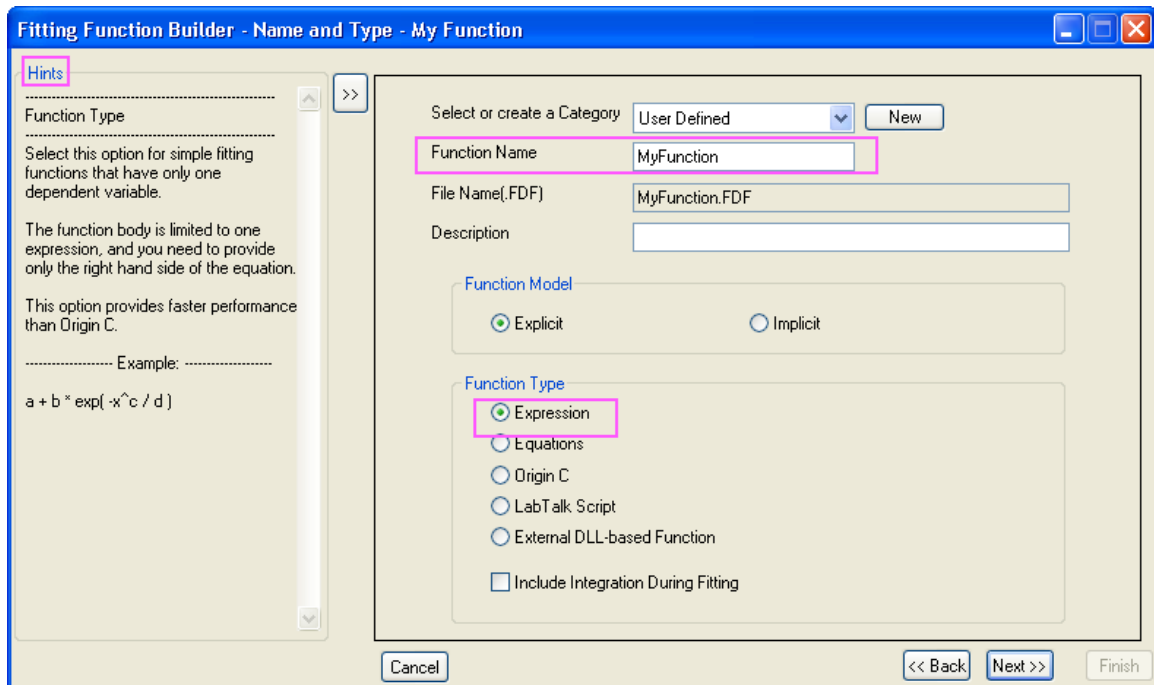 Fitting Function Builder - Name and Type - My Function
Hints
--------------------------------------------------------
Function Type
--------------------------------------------------------
Select this option for simple fitting
functions that have only one
dependent variable.
The function body is limited to one
expression, and you need to provide
only the right hand side of the equation.
This option provides faster performance
than Origin C.
-------------------- Example: --------------------
a + b * exp( -x^c / d )
>>
Select or create a Category User Defined New
Function Name MyFunction
File Name(.FDF) MyFunction.FDF
Description
Function Model
Explicit Implicit
Function Type
Expression
Equations
Origin C
LabTalk Script
External DLL-based Function
Include Integration During Fitting
Cancel << Back Next >> Finish